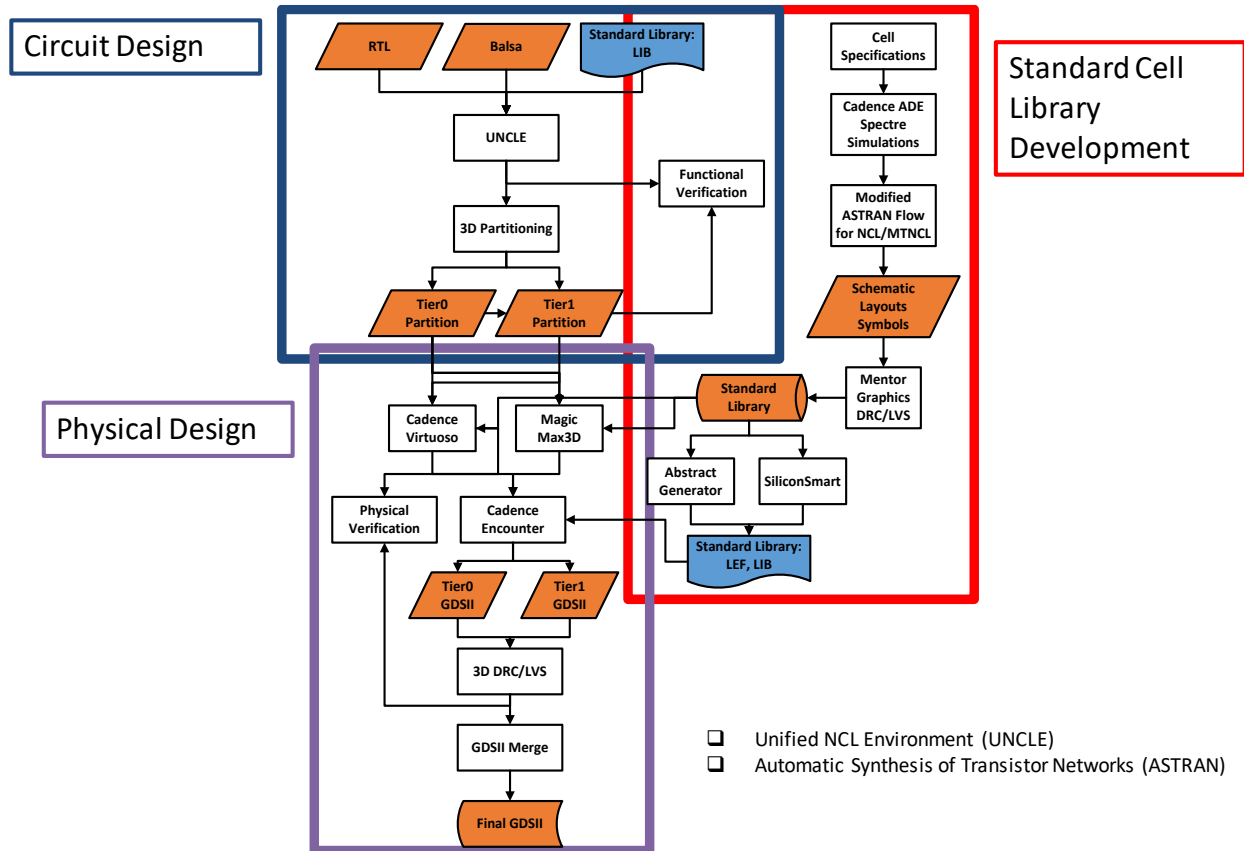 Circuit Design
RTL
Balsa
Standard Library:
LIB
Cell
Specifications
Standard Cell
Library
Development
Cadence ADE
Spectre
Simulations
UNCLE
Functional
Verification
Modified
ASTRAN Flow
for NCL/MTNCL
3D Partitioning
Tier0
Partition
Tier1
Partition
Schematic
Layouts
Symbols
Physical Design
Cadence
Virtuoso
Magic
Max3D
Standard
Library
Mentor
Graphics
DRC/LVS
Abstract
Generator
SiliconSmart
Physical
Verification
Cadence
Encounter
Standard Library:
LEF, LIB
Tier0
GDSII
Tier1
GDSII
3D DRC/LVS
GDSII Merge
Final GDSII
Unified NCL Environment (UNCLE)
Automatic Synthesis of Transistor Networks (ASTRAN)